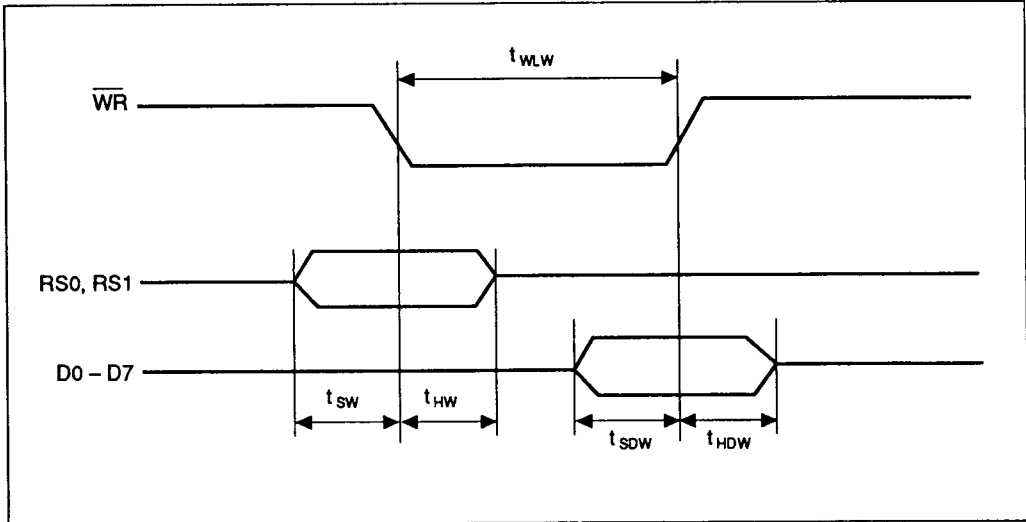 t WLW
WR
RS0, RS1
D0 – D7
t SW
t HW
t SDW
t HDW